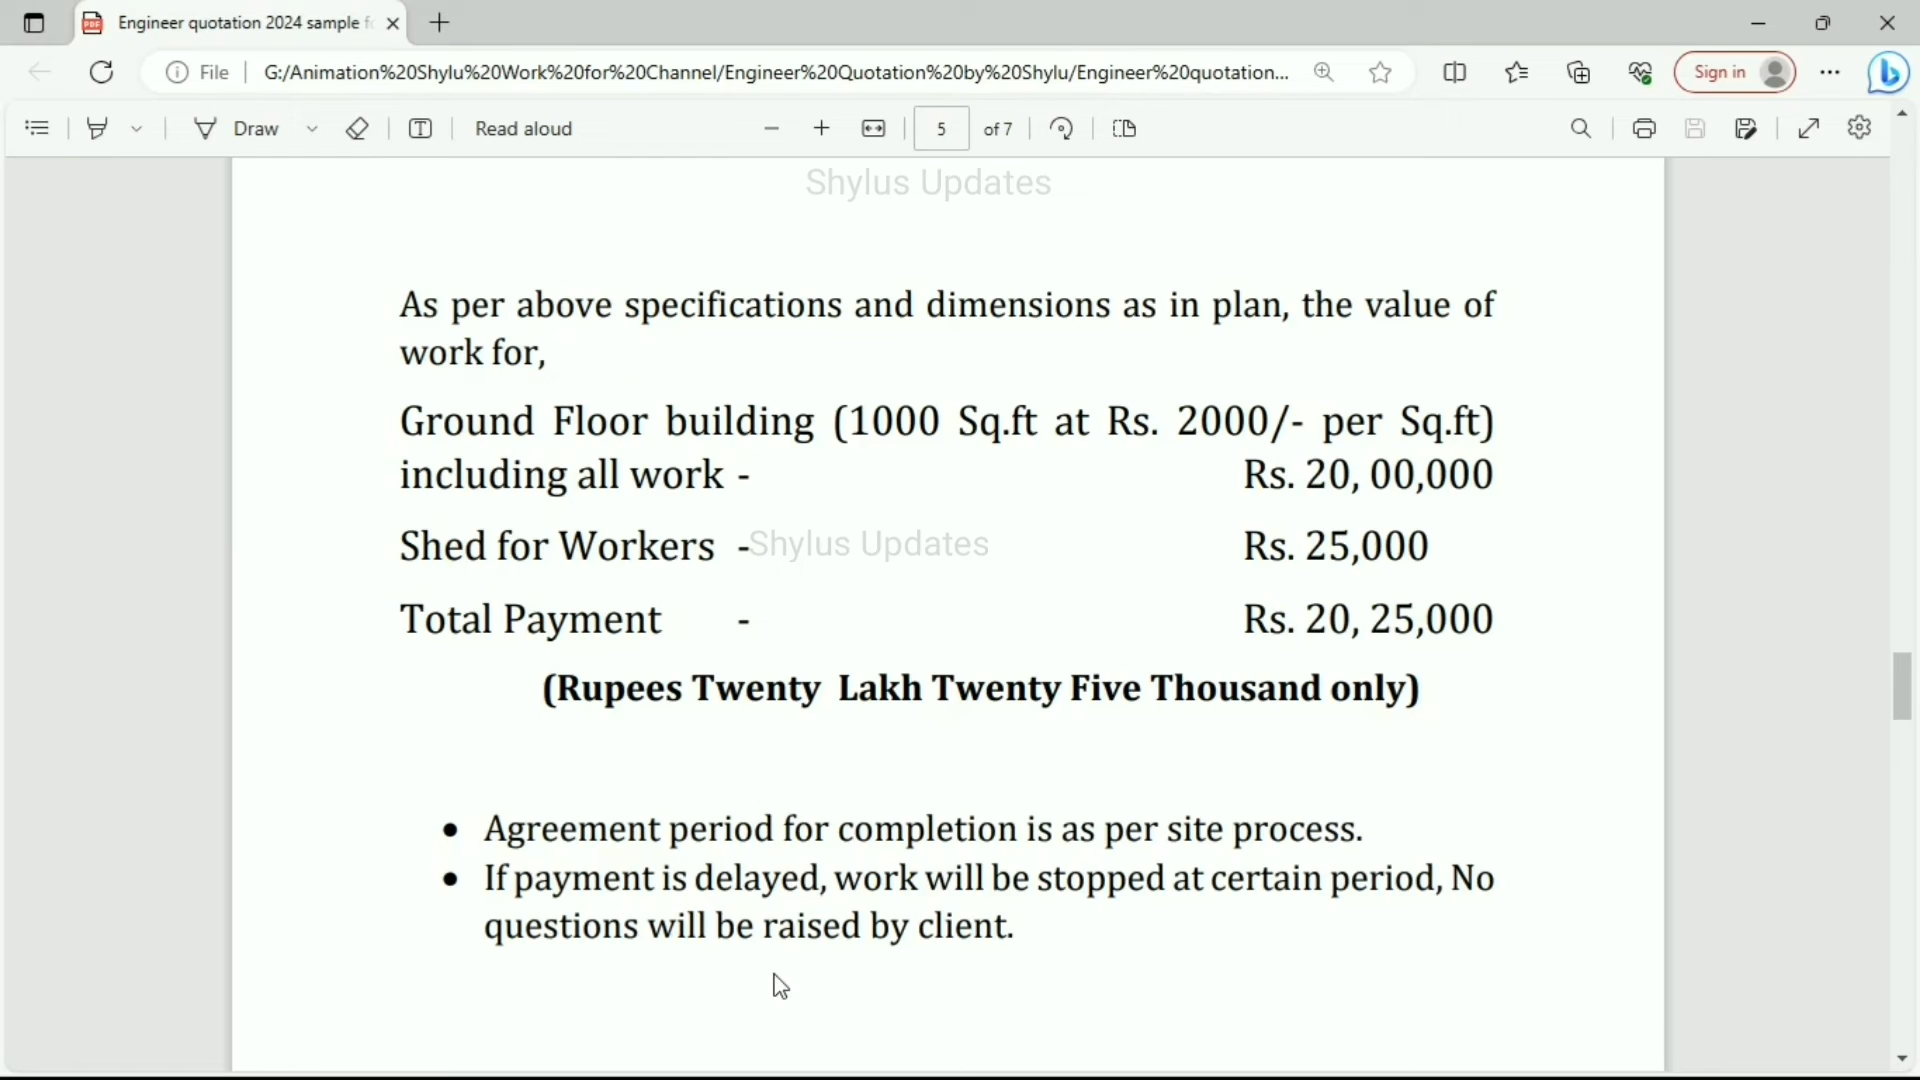 Engineer quotation 2024 sample f
File
G:/Animation%20Shylu%20Work%20for%20Channel/Engineer%20Quotation%20by%20Shylu/Engineer%20quotation...
Sign in
Draw
Read aloud
5
of 7
Shylus Updates
As per above specifications and dimensions as in plan, the value of
work for,
Ground Floor building (1000 Sq.ft at Rs. 2000/- per Sq.ft)
including all work - Rs. 20, 00,000
Shed for Workers - Rs. 25,000
Shylus Updates
Total Payment - Rs. 20, 25,000
(Rupees Twenty Lakh Twenty Five Thousand only)
• Agreement period for completion is as per site process.
• If payment is delayed, work will be stopped at certain period, No
questions will be raised by client.